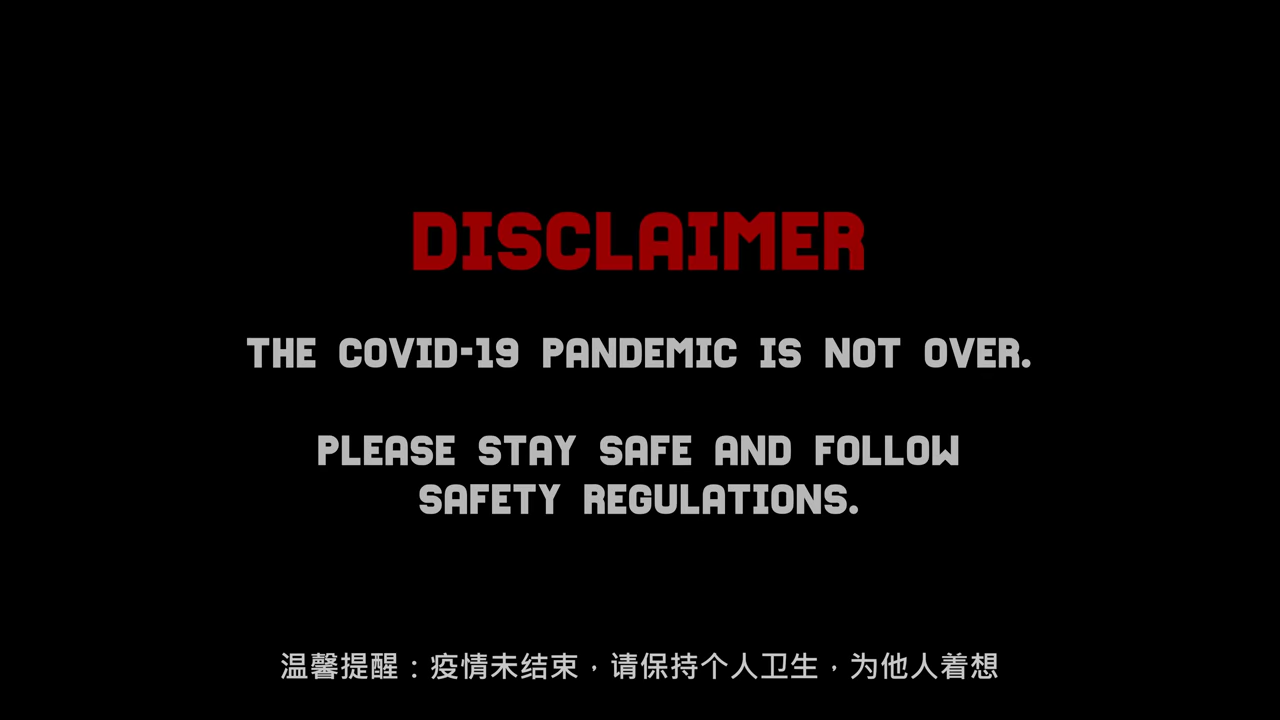 DISCLAIMER
THE COVID-19 PANDEMIC IS NOT OVER.
PLEASE STAY SAFE AND FOLLOW
SAFETY REGULATIONS.
温馨提醒：疫情未结束，请保持个人卫生，为他人着想